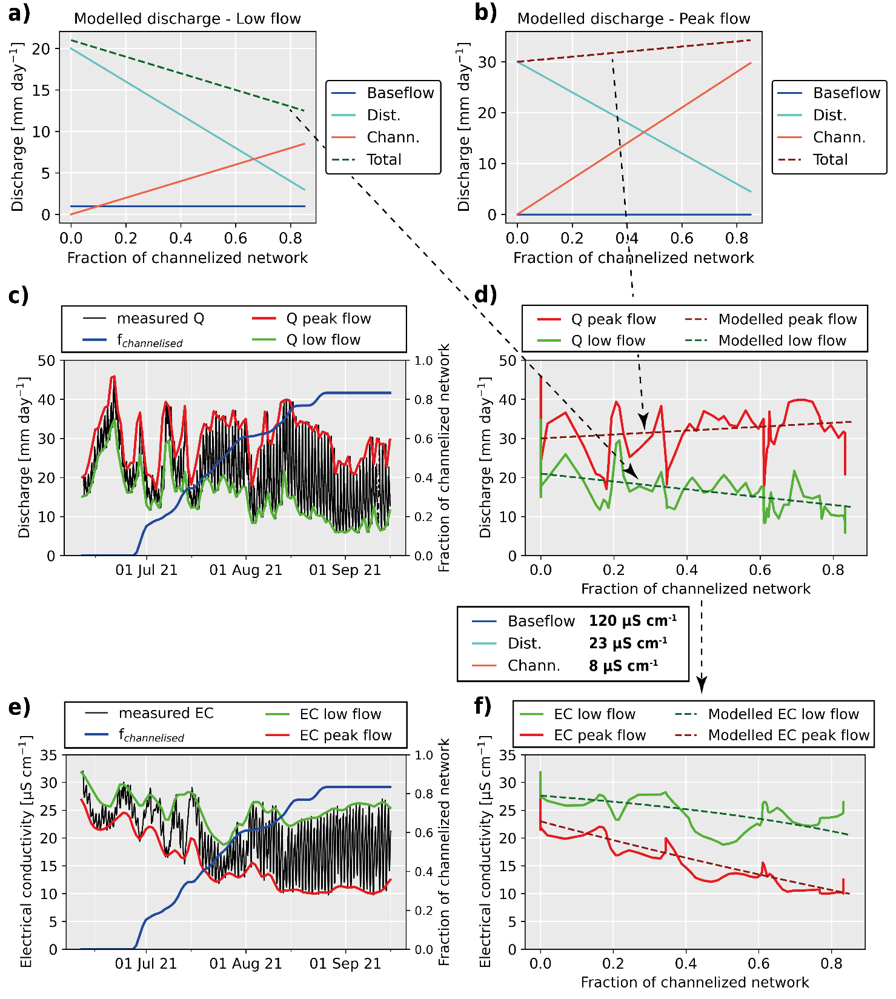 a)
Modelled discharge - Low flow
Discharge [mm day⁻¹]
20
15
10
5
0
0.0 0.2 0.4 0.6 0.8
Fraction of channelized network
Baseflow
Dist.
Chann.
Total
b)
Modelled discharge - Peak flow
Discharge [mm day⁻¹]
30
20
10
0
0.0 0.2 0.4 0.6 0.8
Fraction of channelized network
Baseflow
Dist.
Chann.
Total
c)
measured Q Q peak flow
fchannelised Q low flow
Discharge [mm day⁻¹]
50
40
30
20
10
0
01 Jul 21 01 Aug 21 01 Sep 21
1.0
0.8
0.6
0.4
0.2
0.0
Fraction of channelized network
d)
Q peak flow Modelled peak flow
Q low flow Modelled low flow
Discharge [mm day⁻¹]
50
40
30
20
10
0
0.0 0.2 0.4 0.6 0.8
Fraction of channelized network
Baseflow 120 µS cm⁻¹
Dist. 23 µS cm⁻¹
Chann. 8 µS cm⁻¹
e)
measured EC EC low flow
fchannelised EC peak flow
Electrical conductivity [µS cm⁻¹]
35
30
25
20
15
10
5
0
01 Jul 21 01 Aug 21 01 Sep 21
1.0
0.8
0.6
0.4
0.2
0.0
Fraction of channelized network
f)
EC low flow Modelled EC low flow
EC peak flow Modelled EC peak flow
Electrical conductivity [µS cm⁻¹]
35
30
25
20
15
10
5
0
0.0 0.2 0.4 0.6 0.8
Fraction of channelized network